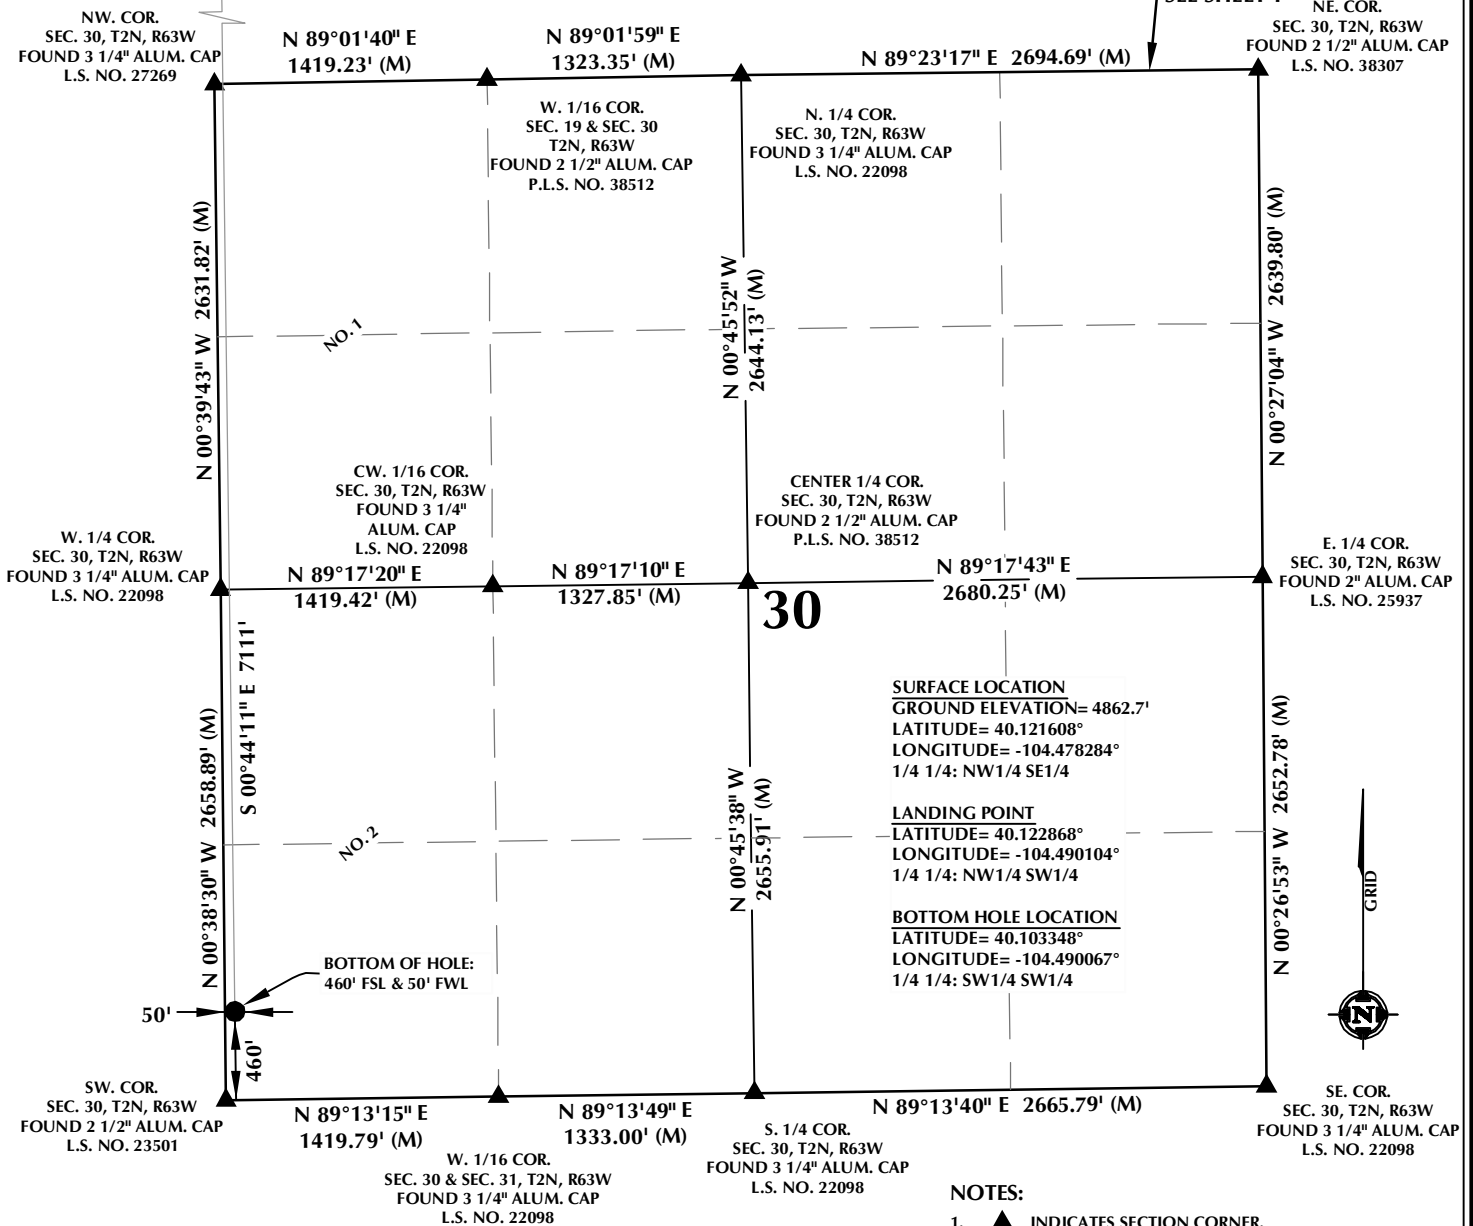 NW. COR.
SEC. 30, T2N, R63W
FOUND 3 1/4" ALUM. CAP
L.S. NO. 27269
N 89°01'40" E
1419.23' (M)
N 89°01'59" E
1323.35' (M)
N 89°23'17" E 2694.69' (M)
NE. COR.
SEC. 30, T2N, R63W
FOUND 2 1/2" ALUM. CAP
L.S. NO. 38307
W. 1/16 COR.
SEC. 19 & SEC. 30
T2N, R63W
FOUND 2 1/2" ALUM. CAP
P.L.S. NO. 38512
N. 1/4 COR.
SEC. 30, T2N, R63W
FOUND 3 1/4" ALUM. CAP
L.S. NO. 22098
N 00°39'43" W 2631.82' (M)
NO.1
N 00°45'52" W
2644.13' (M)
N 00°27'04" W 2639.80' (M)
CW. 1/16 COR.
SEC. 30, T2N, R63W
FOUND 3 1/4"
ALUM. CAP
L.S. NO. 22098
CENTER 1/4 COR.
SEC. 30, T2N, R63W
FOUND 2 1/2" ALUM. CAP
P.L.S. NO. 38512
W. 1/4 COR.
SEC. 30, T2N, R63W
FOUND 3 1/4" ALUM. CAP
L.S. NO. 22098
N 89°17'20" E
1419.42' (M)
N 89°17'10" E
1327.85' (M)
N 89°17'43" E
2680.25' (M)
E. 1/4 COR.
SEC. 30, T2N, R63W
FOUND 2" ALUM. CAP
L.S. NO. 25937
30
S 00°44'11" E 7111'
N 00°38'30" W 2658.89' (M)
NO.2
N 00°45'38" W
2655.91' (M)
SURFACE LOCATION
GROUND ELEVATION= 4862.7'
LATITUDE= 40.121608°
LONGITUDE= -104.478284°
1/4 1/4: NW1/4 SE1/4
LANDING POINT
LATITUDE= 40.122868°
LONGITUDE= -104.490104°
1/4 1/4: NW1/4 SW1/4
BOTTOM HOLE LOCATION
LATITUDE= 40.103348°
LONGITUDE= -104.490067°
1/4 1/4: SW1/4 SW1/4
N 00°26'53" W 2652.78' (M)
GRID
N
BOTTOM OF HOLE:
460' FSL & 50' FWL
50'
460'
SW. COR.
SEC. 30, T2N, R63W
FOUND 2 1/2" ALUM. CAP
L.S. NO. 23501
N 89°13'15" E
1419.79' (M)
N 89°13'49" E
1333.00' (M)
N 89°13'40" E 2665.79' (M)
SE. COR.
SEC. 30, T2N, R63W
FOUND 3 1/4" ALUM. CAP
L.S. NO. 22098
W. 1/16 COR.
SEC. 30 & SEC. 31, T2N, R63W
FOUND 3 1/4" ALUM. CAP
L.S. NO. 22098
S. 1/4 COR.
SEC. 30, T2N, R63W
FOUND 3 1/4" ALUM. CAP
L.S. NO. 22098
NOTES:
1. ▲ INDICATES SECTION CORNER.